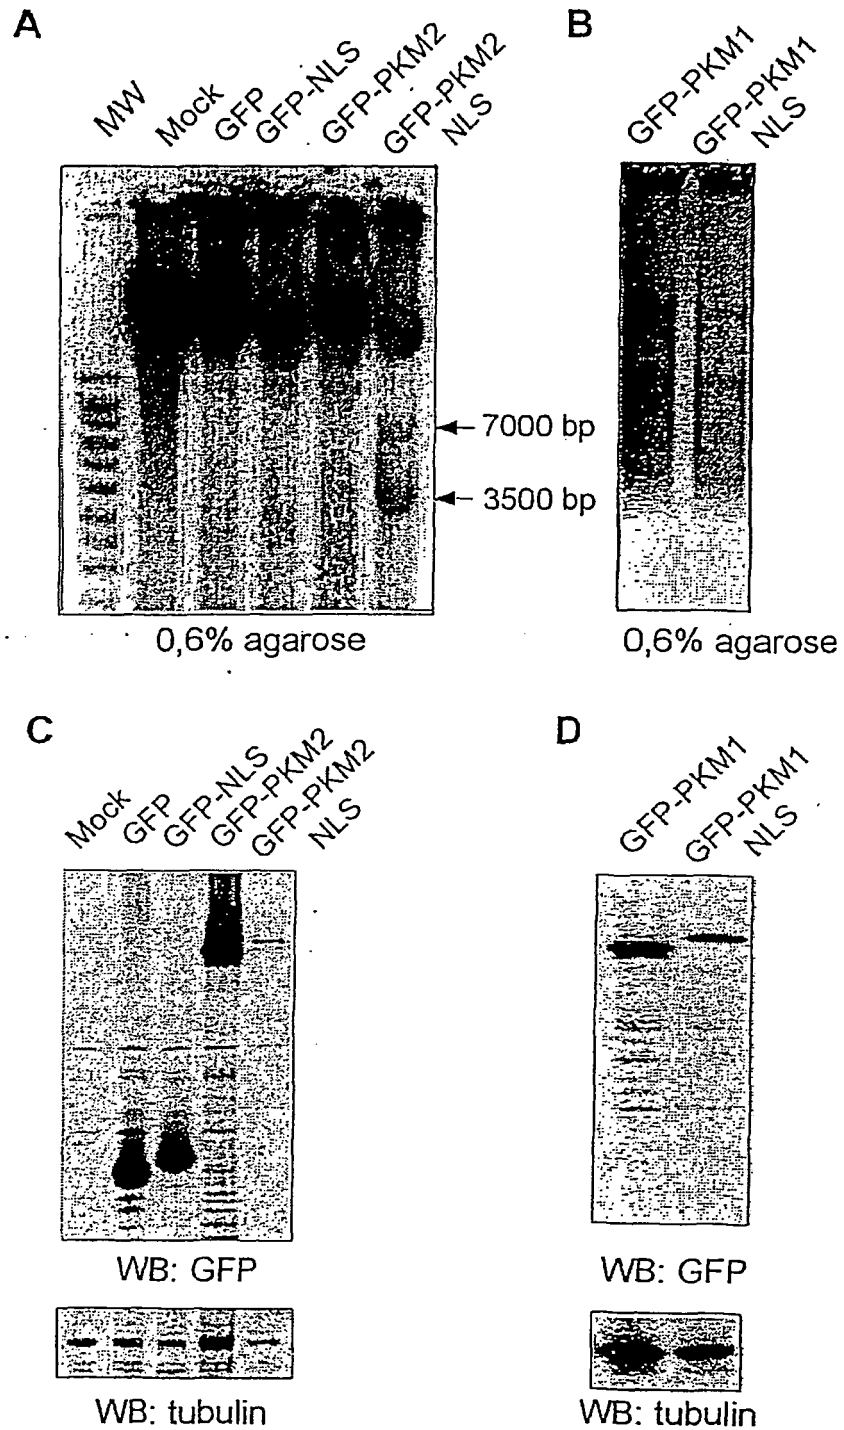 A
MW
Mock
GFP
GFP-NLS
GFP-PKM2
GFP-PKM2
NLS
7000 bp
3500 bp
0,6% agarose
B
GFP-PKM1
GFP-PKM1
NLS
0,6% agarose
C
Mock
GFP
GFP-NLS
GFP-PKM2
GFP-PKM2
NLS
WB: GFP
WB: tubulin
D
GFP-PKM1
GFP-PKM1
NLS
WB: GFP
WB: tubulin